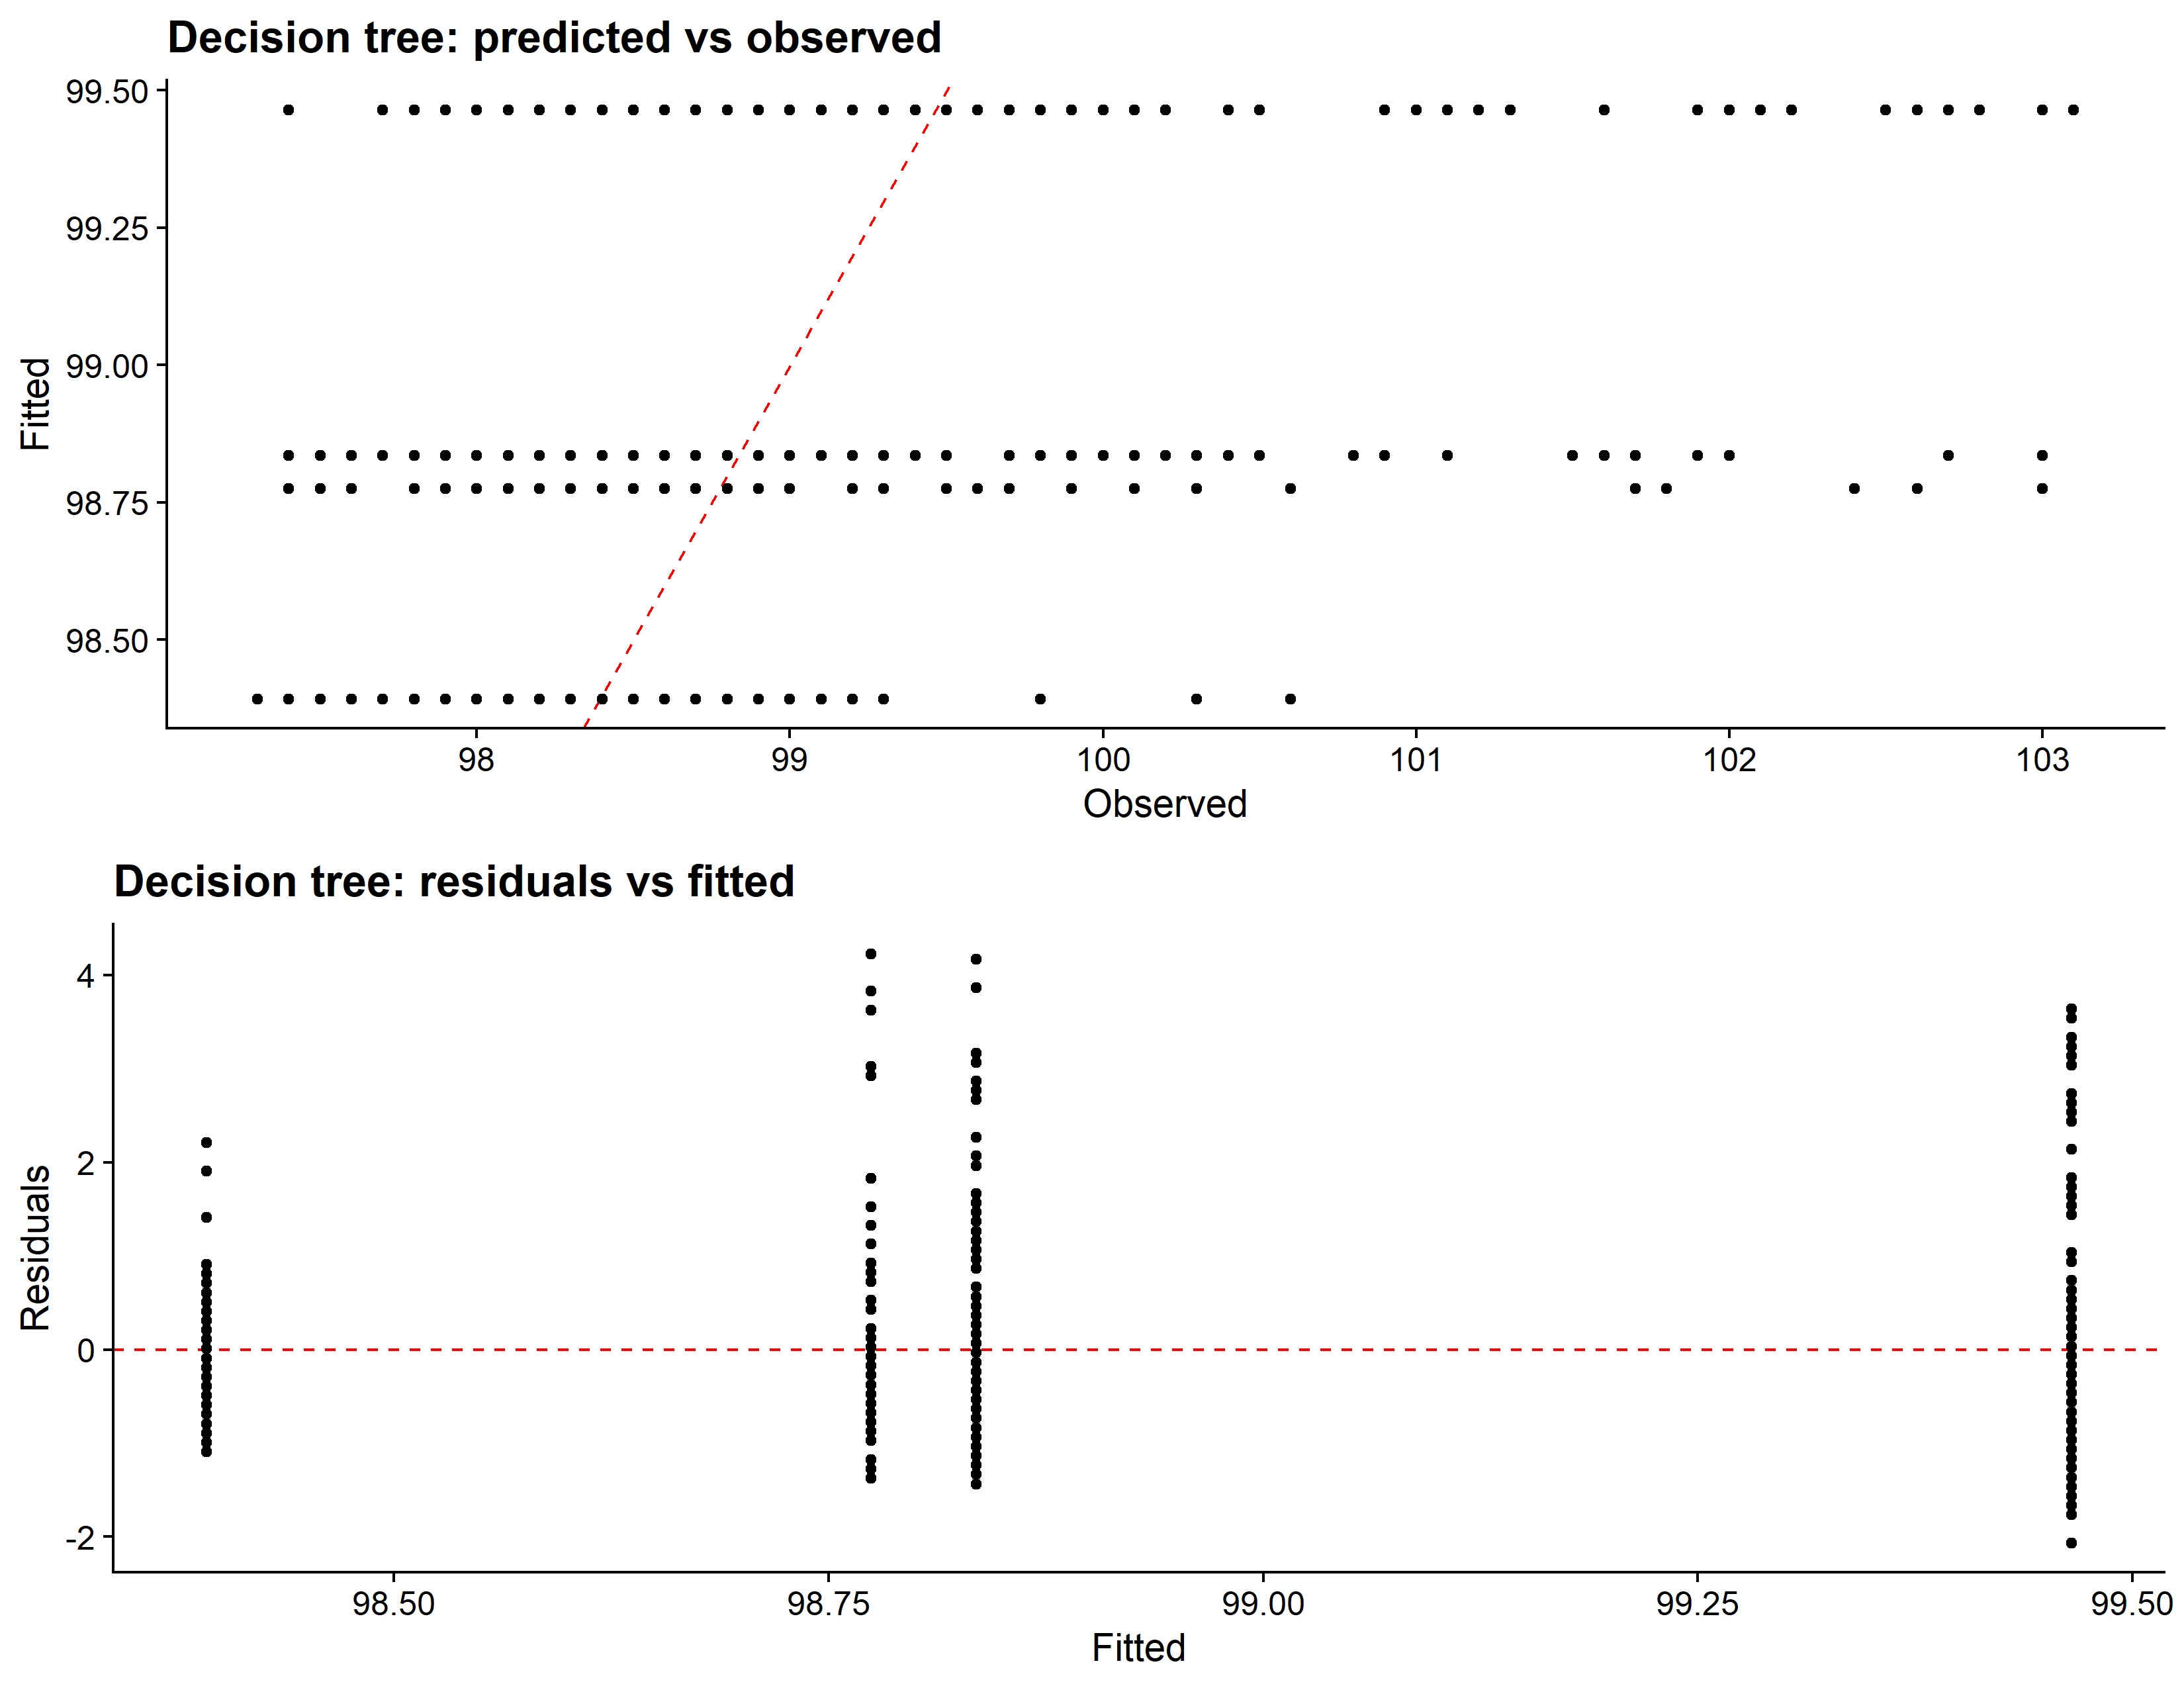 Decision tree: predicted vs observed
99.50
99.25
99.00
98.75
98.50
Fitted
98 99 100 101 102 103
Observed
Decision tree: residuals vs fitted
4
2
0
-2
Residuals
98.50 98.75 99.00 99.25 99.50
Fitted